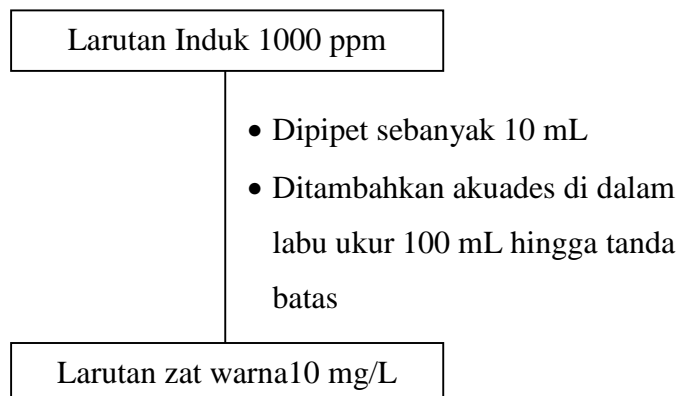 Larutan Induk 1000 ppm
• Dipipet sebanyak 10 mL
• Ditambahkan akuades di dalam
labu ukur 100 mL hingga tanda
batas
Larutan zat warna10 mg/L